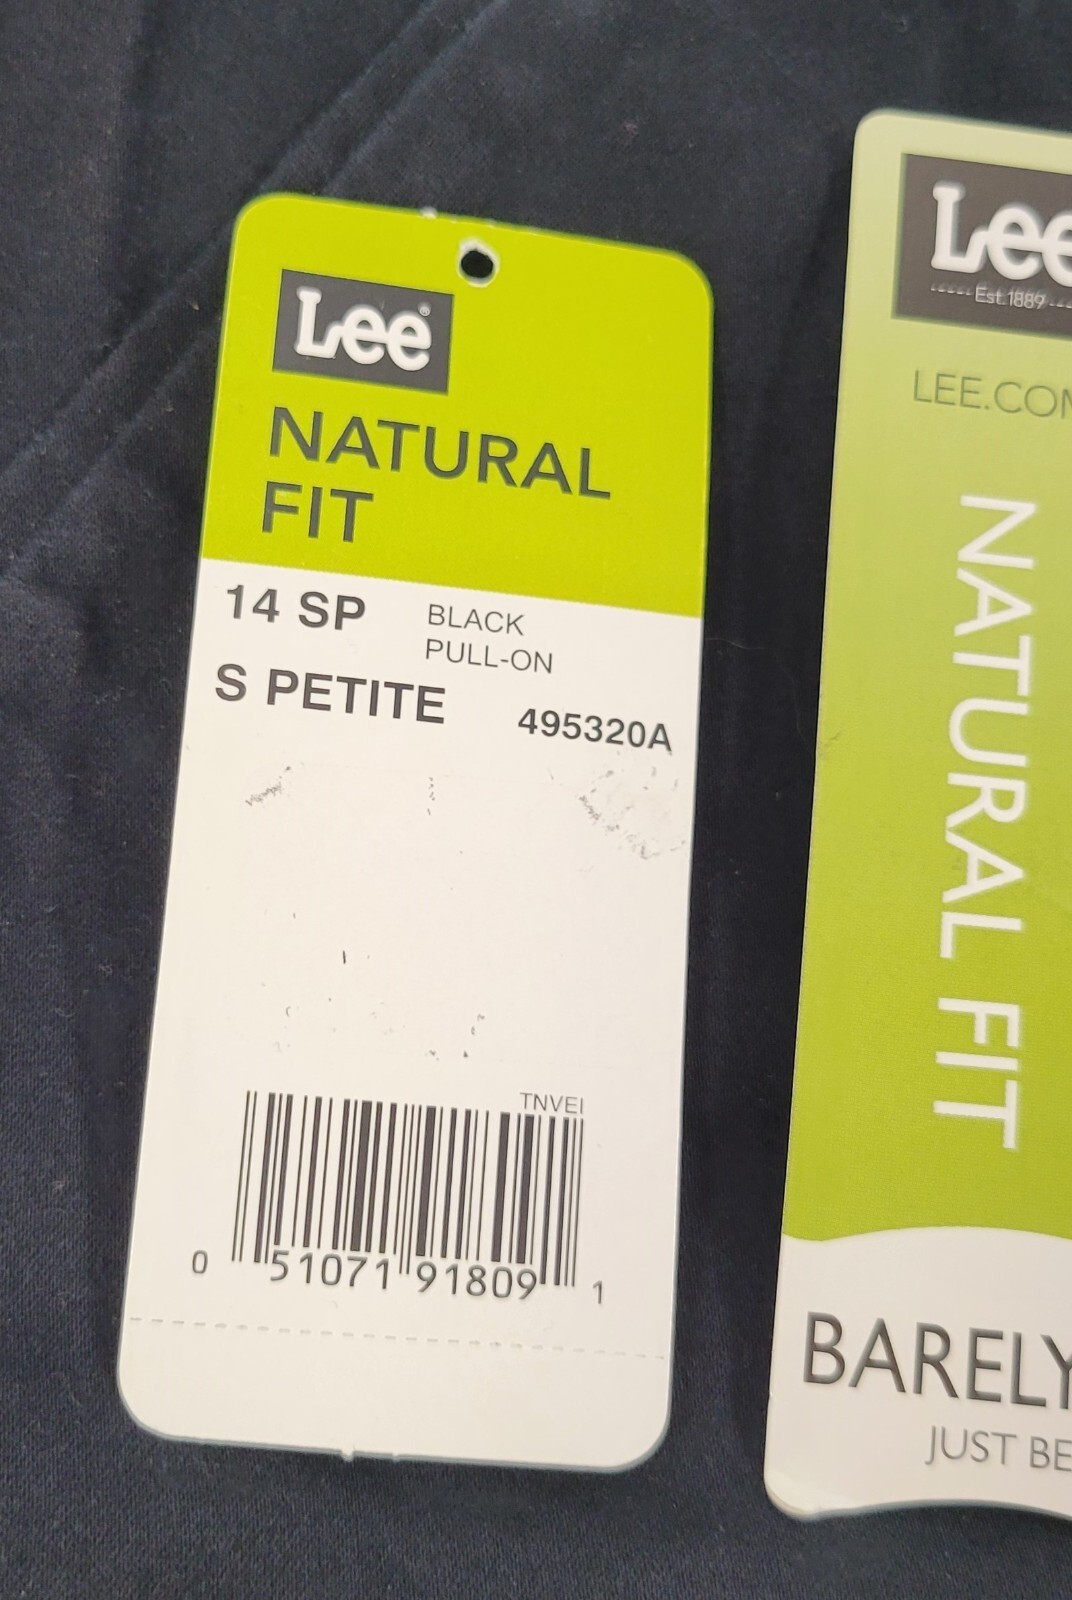 Lee®
NATURAL
FIT
14 SP
BLACK
PULL-ON
S PETITE
495320A
TNVEI
0 51071 91809 1
Lee
Est.1889
LEE.COM
NATURAL FIT
BARELY
JUST BE